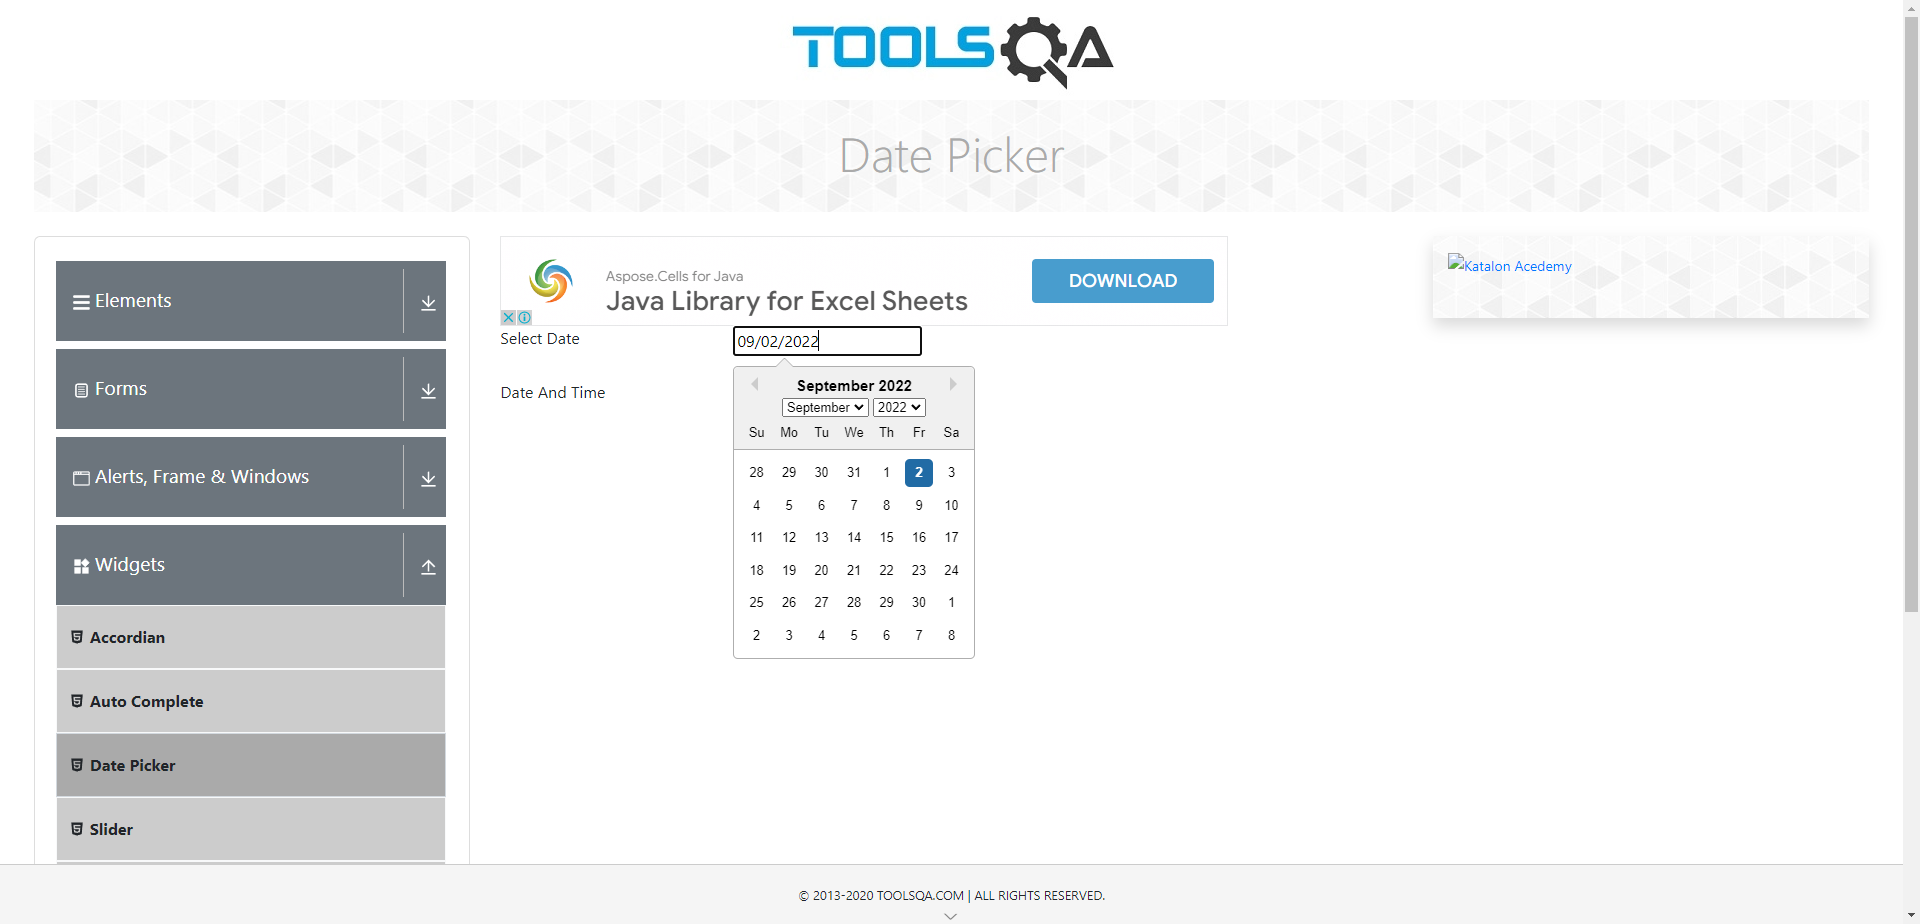 TOOLSQA
Date Picker
Elements
Forms
Alerts, Frame & Windows
Widgets
Accordian
Auto Complete
Date Picker
Slider
Aspose.Cells for Java
Java Library for Excel Sheets
DOWNLOAD
Select Date
09/02/2022
Date And Time
September 2022
September 2022
Su Mo Tu We Th Fr Sa
28 29 30 31 1 2 3
4 5 6 7 8 9 10
11 12 13 14 15 16 17
18 19 20 21 22 23 24
25 26 27 28 29 30 1
2 3 4 5 6 7 8
Katalon Acedemy
© 2013-2020 TOOLSQA.COM | ALL RIGHTS RESERVED.